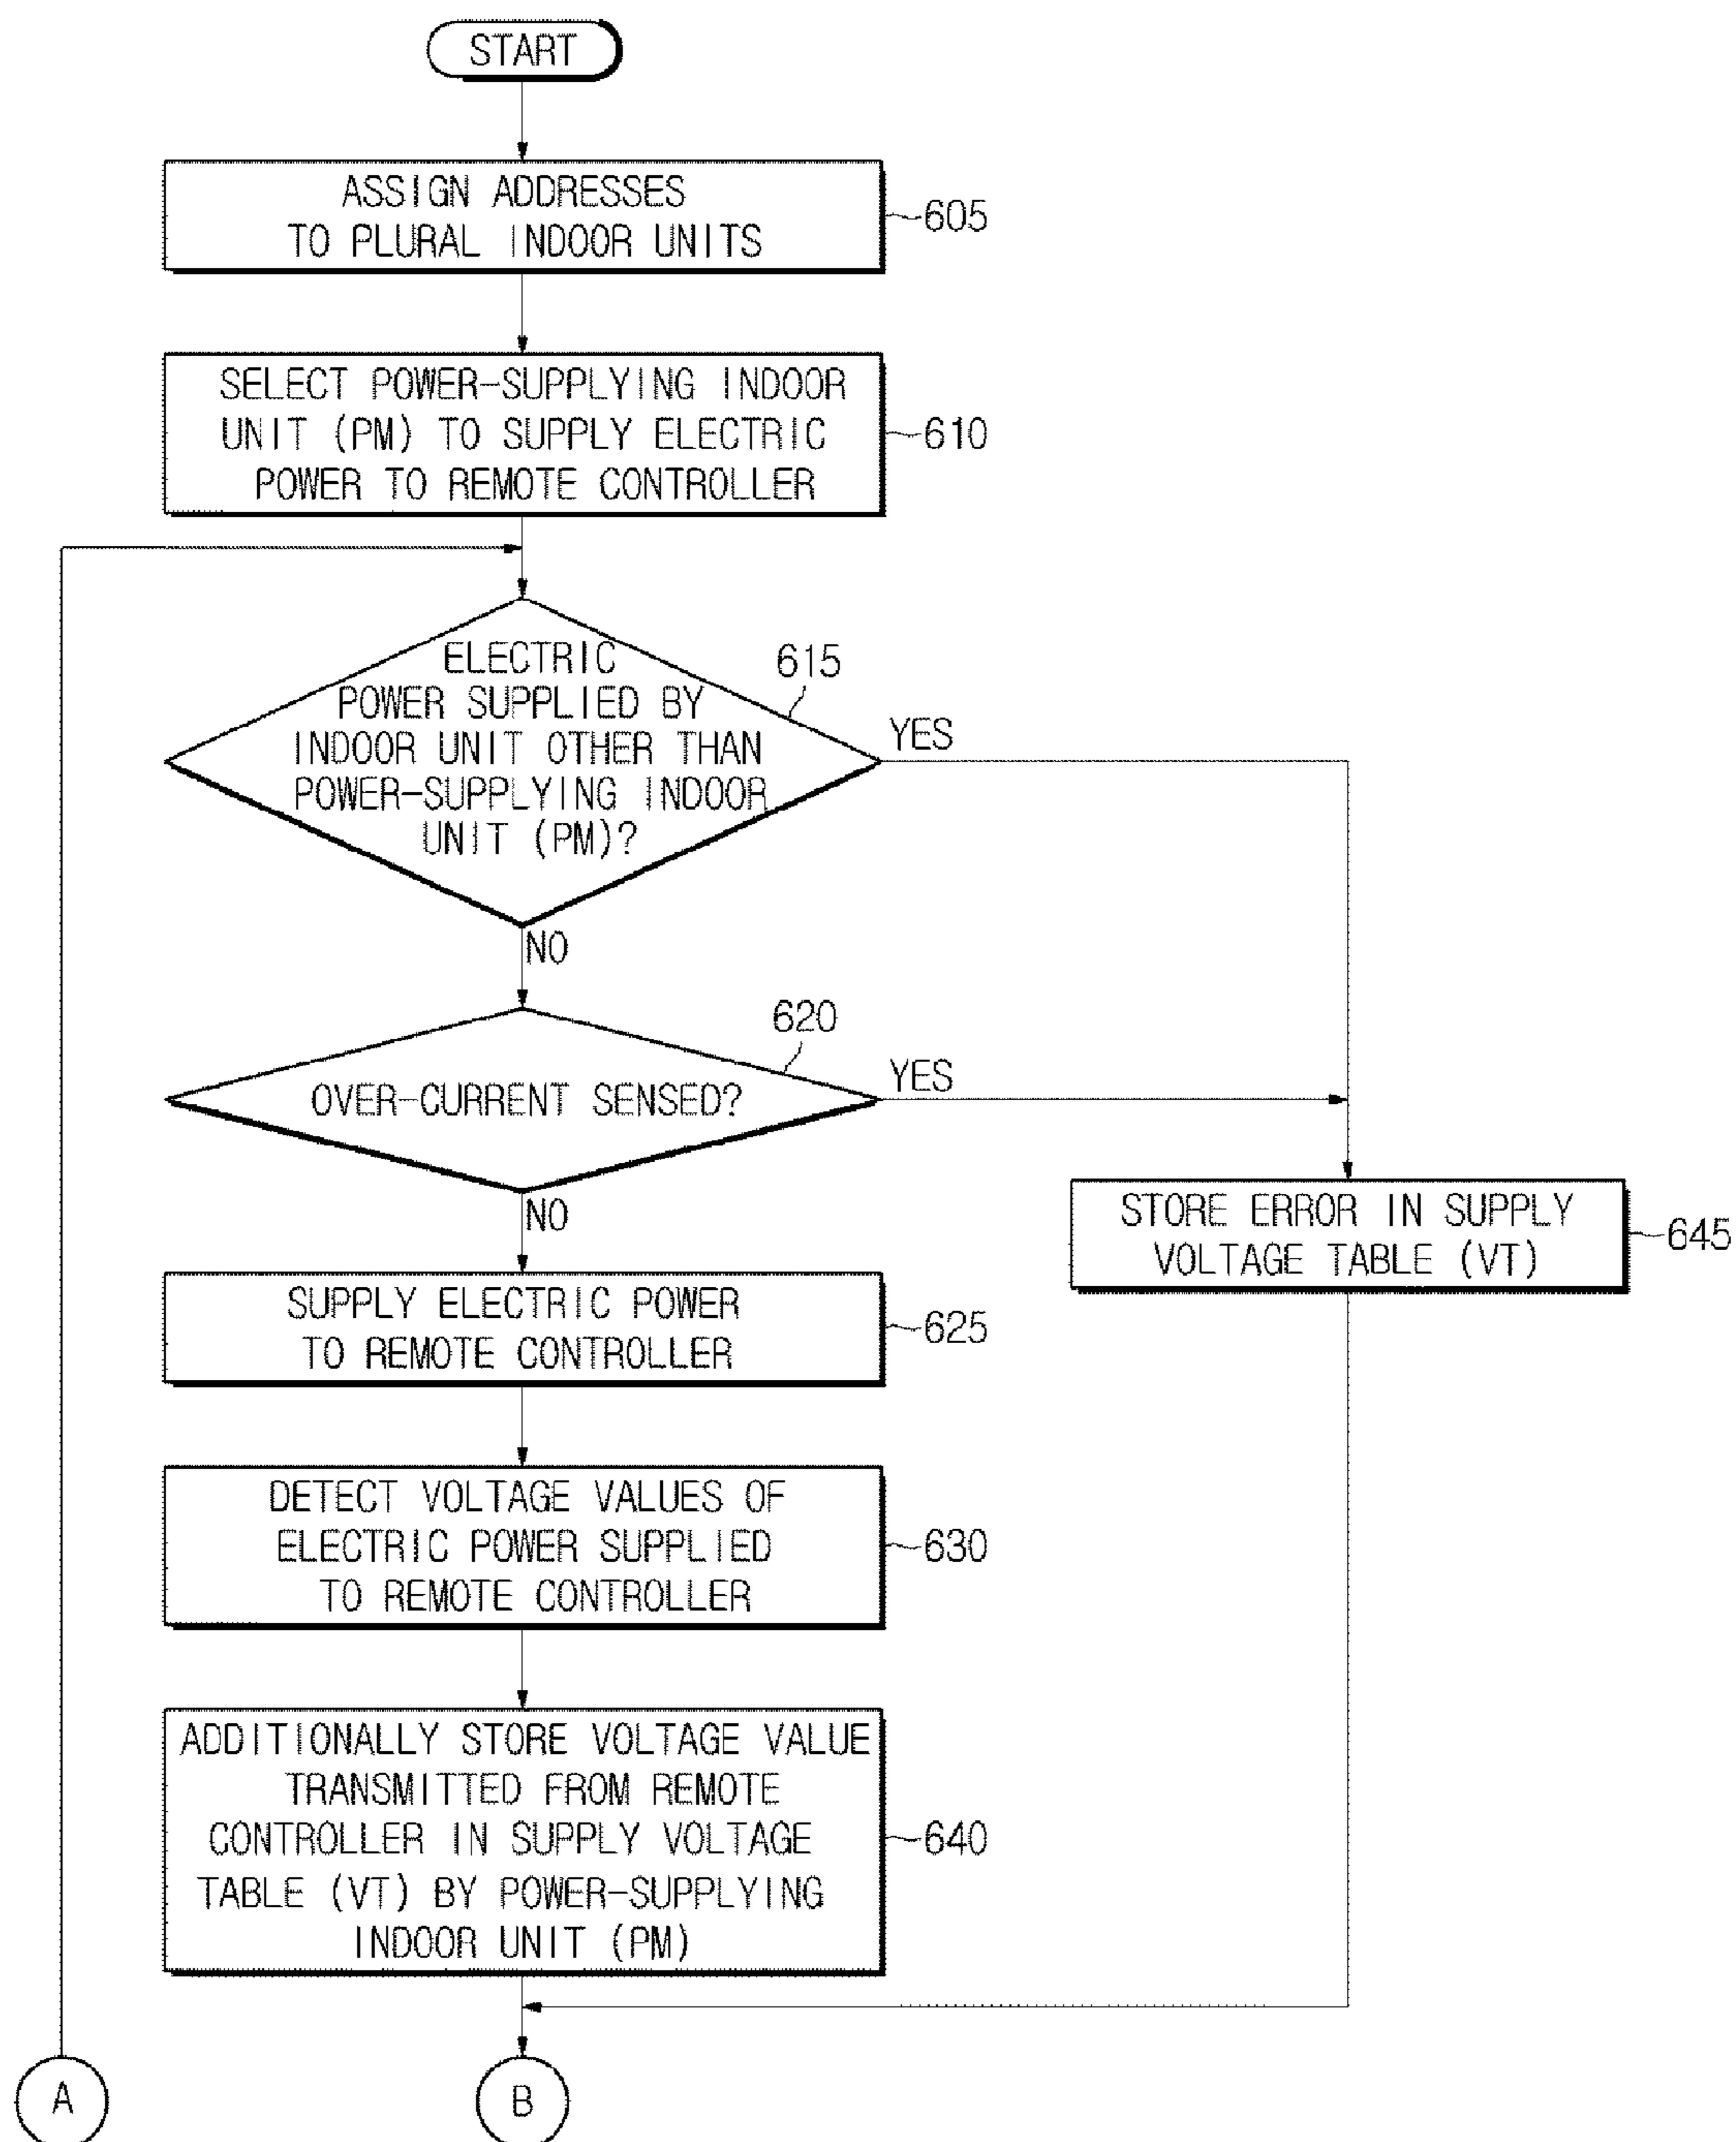 START
ASSIGN ADDRESSES
TO PLURAL INDOOR UNITS
605
SELECT POWER-SUPPLYING INDOOR
UNIT (PM) TO SUPPLY ELECTRIC
POWER TO REMOTE CONTROLLER
610
ELECTRIC
POWER SUPPLIED BY
INDOOR UNIT OTHER THAN
POWER-SUPPLYING INDOOR
UNIT (PM)?
615
YES
NO
OVER-CURRENT SENSED?
620
YES
NO
STORE ERROR IN SUPPLY
VOLTAGE TABLE (VT)
645
SUPPLY ELECTRIC POWER
TO REMOTE CONTROLLER
625
DETECT VOLTAGE VALUES OF
ELECTRIC POWER SUPPLIED
TO REMOTE CONTROLLER
630
ADDITIONALLY STORE VOLTAGE VALUE
TRANSMITTED FROM REMOTE
CONTROLLER IN SUPPLY VOLTAGE
TABLE (VT) BY POWER-SUPPLYING
INDOOR UNIT (PM)
640
A
B